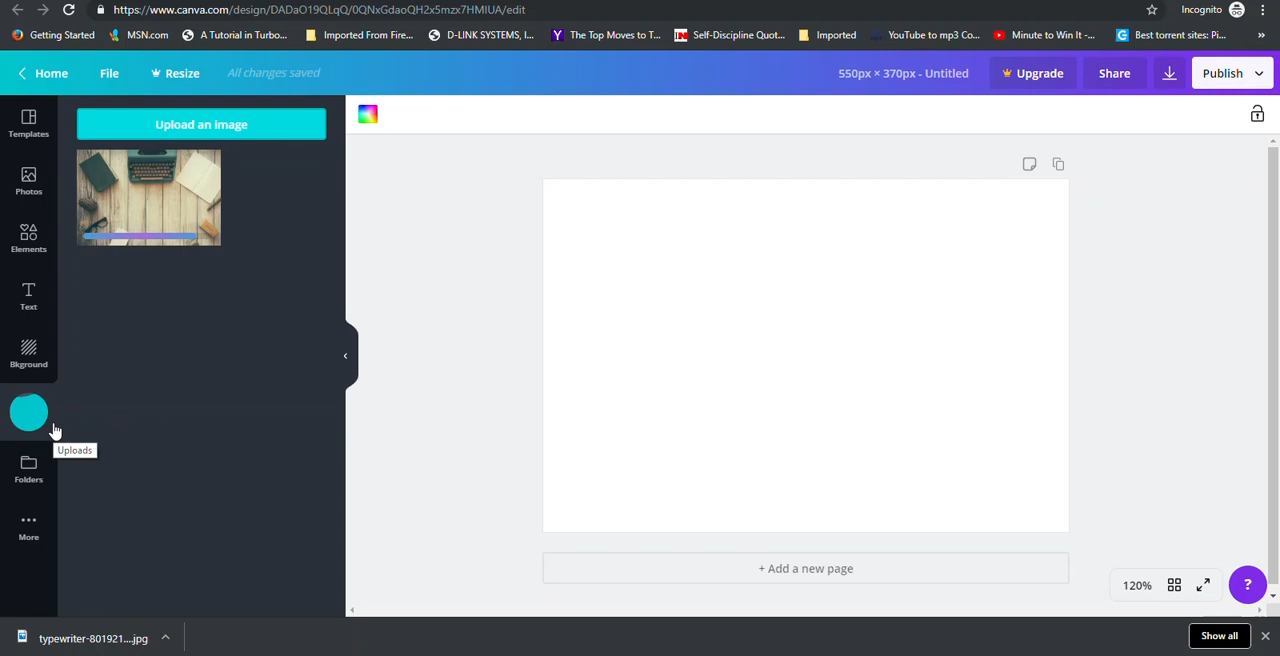 https://www.canva.com/design/DADaO19QLqQ/0QNxGdaoQH2x5mzx7HMIUA/edit
Incognito
Getting Started
MSN.com
A Tutorial in Turbo...
Imported From Fire...
D-LINK SYSTEMS, I...
The Top Moves to T...
Self-Discipline Quot...
Imported
YouTube to mp3 Co...
Minute to Win It -...
Best torrent sites: Pi...
»
Home
File
Resize
All changes saved
550px × 370px - Untitled
Upgrade
Share
Publish
Templates
Photos
Elements
Text
Bkground
Uploads
Folders
More
Upload an image
+ Add a new page
120%
?
typewriter-801921....jpg
Show all